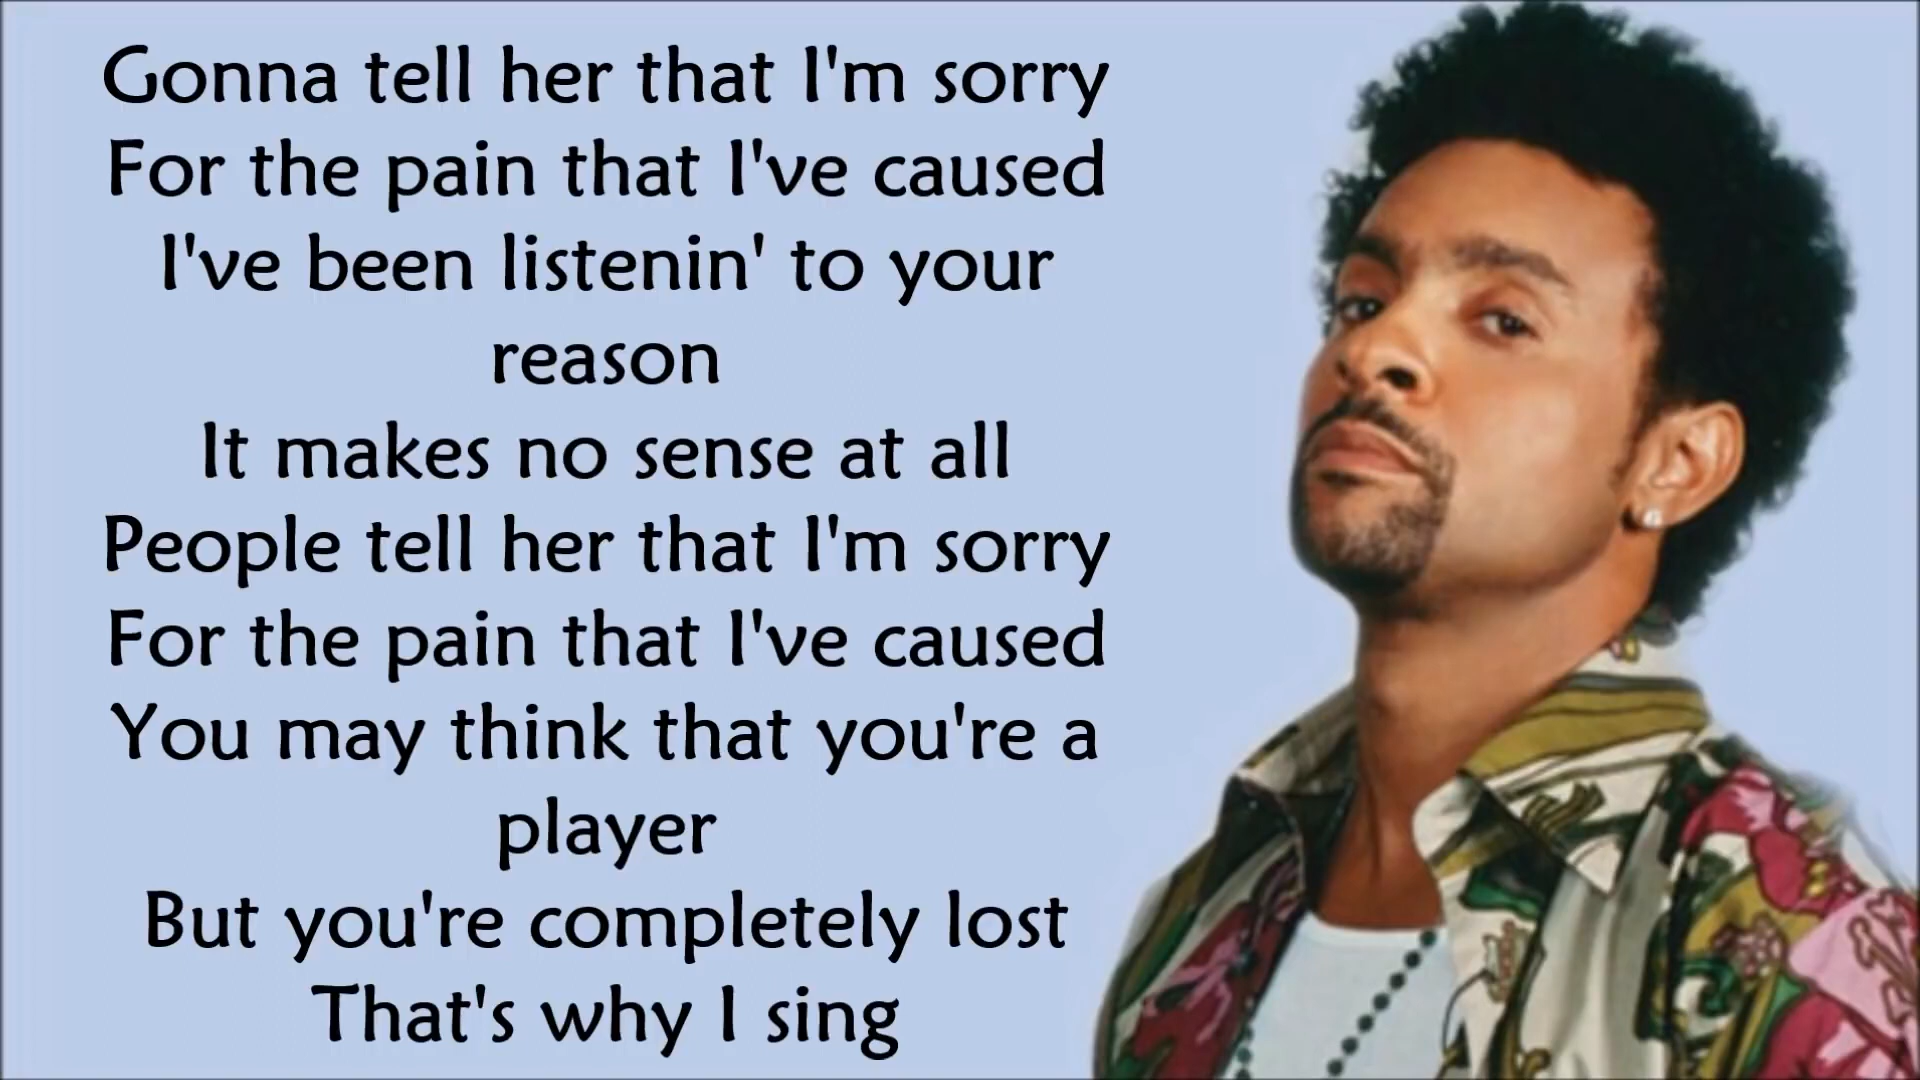 Gonna tell her that I'm sorry
For the pain that I've caused
I've been listenin' to your
reason
It makes no sense at all
People tell her that I'm sorry
For the pain that I've caused
You may think that you're a
player
But you're completely lost
That's why I sing